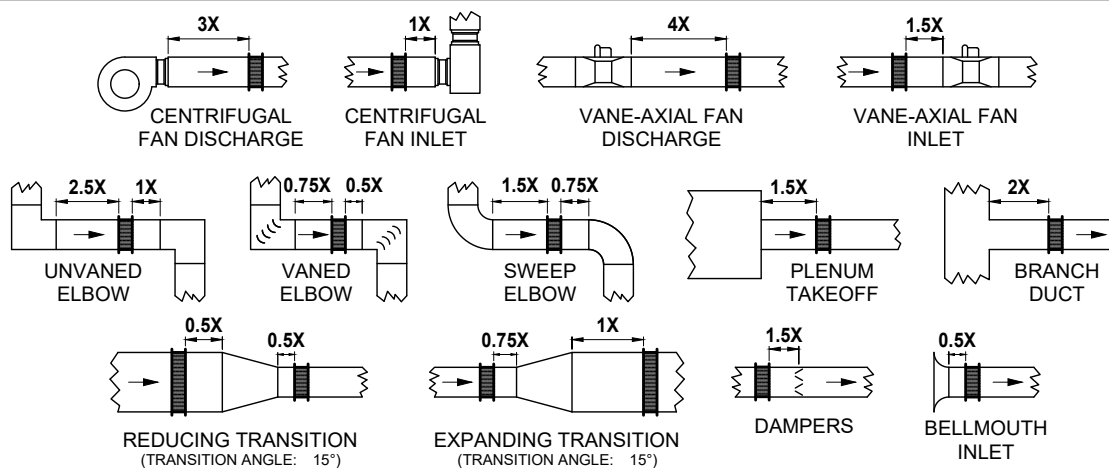 3X
1X
4X
1.5X
CENTRIFUGAL
FAN DISCHARGE
CENTRIFUGAL
FAN INLET
VANE-AXIAL FAN
DISCHARGE
VANE-AXIAL FAN
INLET
2.5X
1X
0.75X
0.5X
1.5X
0.75X
1.5X
2X
UNVANED
ELBOW
VANED
ELBOW
SWEEP
ELBOW
PLENUM
TAKEOFF
BRANCH
DUCT
0.5X
0.5X
0.75X
1X
1.5X
0.5X
REDUCING TRANSITION
(TRANSITION ANGLE: 15°)
EXPANDING TRANSITION
(TRANSITION ANGLE: 15°)
DAMPERS
BELLMOUTH
INLET